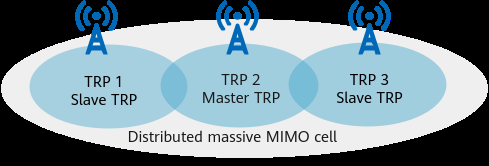 TRP 1
Slave TRP
TRP 2
Master TRP
TRP 3
Slave TRP
Distributed massive MIMO cell